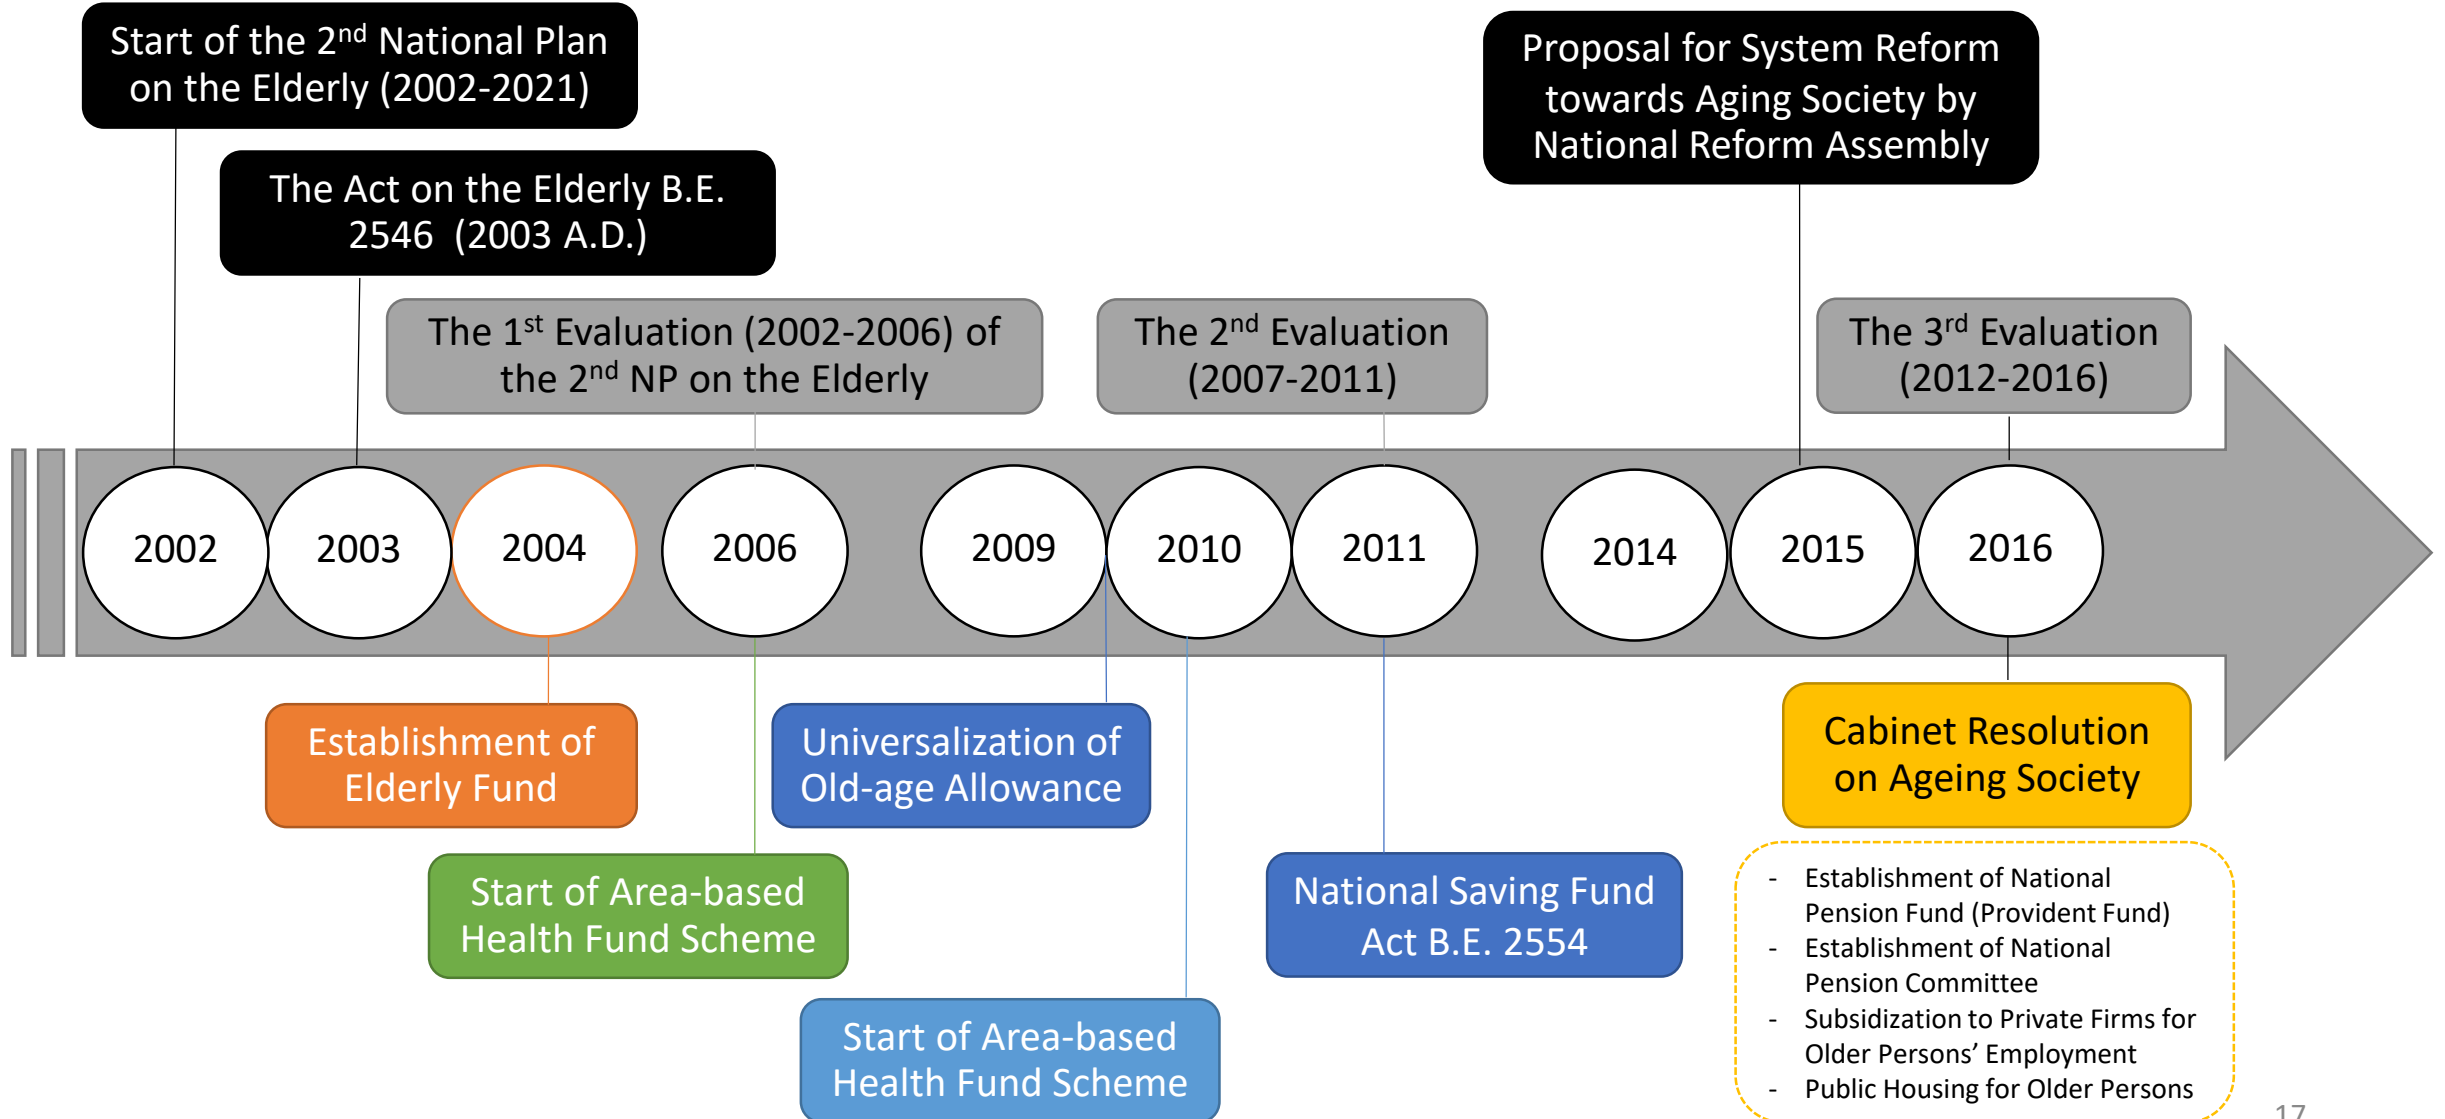 Start of the 2nd National Plan
on the Elderly (2002-2021)
Proposal for System Reform
towards Aging Society by
National Reform Assembly
The Act on the Elderly B.E.
2546 (2003 A.D.)
The 1st Evaluation (2002-2006) of
the 2nd NP on the Elderly
The 2nd Evaluation
(2007-2011)
The 3rd Evaluation
(2012-2016)
2002
2003
2004
2006
2009
2010
2011
2014
2015
2016
Establishment of
Elderly Fund
Universalization of
Old-age Allowance
Cabinet Resolution
on Ageing Society
Start of Area-based
Health Fund Scheme
National Saving Fund
Act B.E. 2554
Start of Area-based
Health Fund Scheme
- Establishment of National
Pension Fund (Provident Fund)
- Establishment of National
Pension Committee
- Subsidization to Private Firms for
Older Persons’ Employment
- Public Housing for Older Persons
17